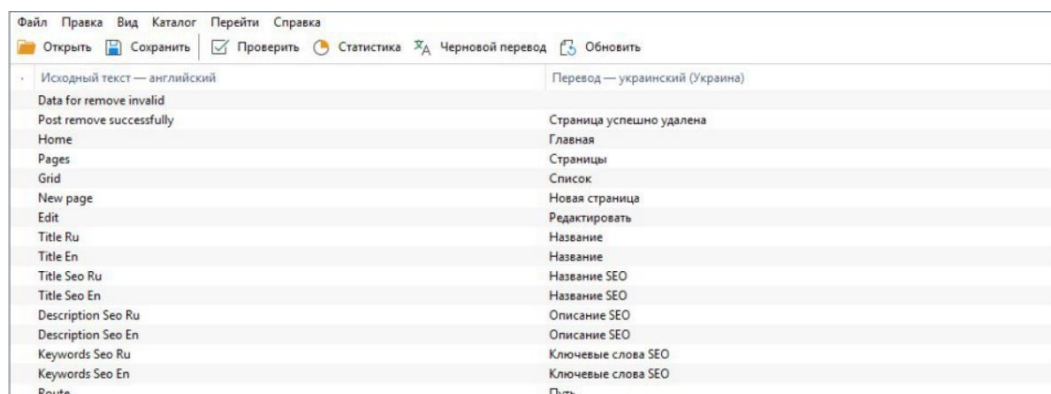 Файл Правка Вид Каталог Перейти Справка
Открыть Сохранить Проверить Статистика Черновой перевод Обновить
Исходный текст — английский Перевод — украинский (Украина)
Data for remove invalid
Post remove successfully Страница успешно удалена
Home Главная
Pages Страницы
Grid Список
New page Новая страница
Edit Редактировать
Title Ru Название
Title En Название
Title Seo Ru Название SEO
Title Seo En Название SEO
Description Seo Ru Описание SEO
Description Seo En Описание SEO
Keywords Seo Ru Ключевые слова SEO
Keywords Seo En Ключевые слова SEO
Route Путь